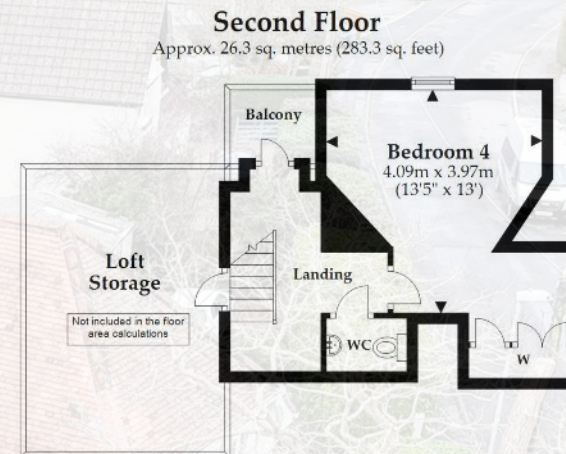 Second Floor
Approx. 26.3 sq. metres (283.3 sq. feet)
Balcony
Bedroom 4
4.09m x 3.97m
(13'5" x 13')
Loft
Storage
Landing
Not included in the floor
area calculations
WC
W